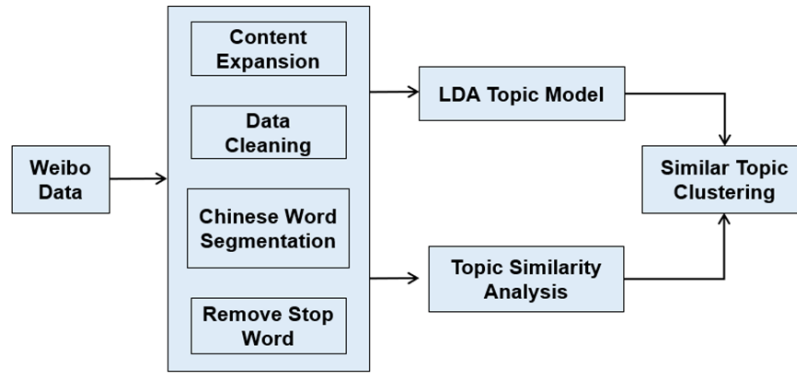 Weibo
Data
Content
Expansion
Data
Cleaning
Chinese Word
Segmentation
Remove Stop
Word
LDA Topic Model
Topic Similarity
Analysis
Similar Topic
Clustering